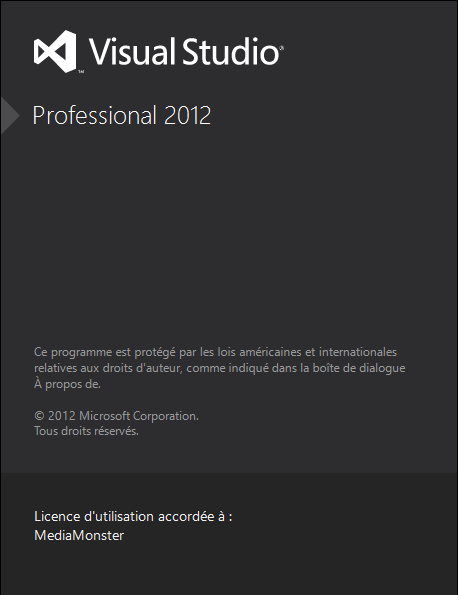 Visual Studio®
Professional 2012
Ce programme est protégé par les lois américaines et internationales
relatives aux droits d'auteur, comme indiqué dans la boîte de dialogue
À propos de.
© 2012 Microsoft Corporation.
Tous droits réservés.
Licence d'utilisation accordée à :
MediaMonster